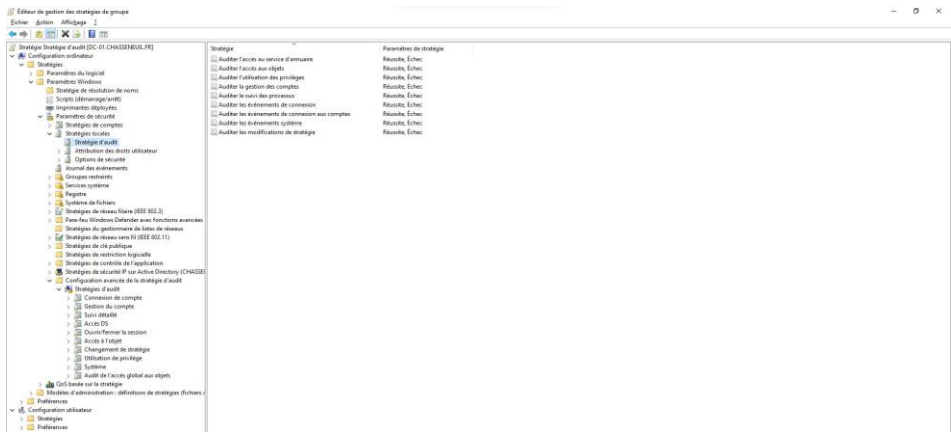 Éditeur de gestion des stratégies de groupe
Fichier Action Affichage ?
Stratégie Stratégie d'audit [DC-01.CHASSENEUIL.FR]
Configuration ordinateur
Stratégies
Paramètres du logiciel
Paramètres Windows
Stratégie de résolution de noms
Scripts (démarrage/arrêt)
Imprimantes déployées
Paramètres de sécurité
Stratégies de comptes
Stratégies locales
Stratégie d'audit
Attribution des droits utilisateur
Options de sécurité
Journal des événements
Groupes restreints
Services système
Registre
Système de fichiers
Stratégies de réseau filaire (IEEE 802.3)
Pare-feu Windows Defender avec fonctions avancées
Stratégies du gestionnaire de listes de réseaux
Stratégies de réseau sans fil (IEEE 802.11)
Stratégies de clé publique
Stratégies de restriction logicielle
Stratégies de contrôle de l'application
Stratégies de sécurité IP sur Active Directory (CHASSE
Configuration avancée de la stratégie d'audit
Stratégies d'audit
Connexion de compte
Gestion du compte
Suivi détaillé
Accès DS
Ouvrir/fermer la session
Accès à l'objet
Changement de stratégie
Utilisation de privilège
Système
Audit de l'accès global aux objets
QoS basée sur la stratégie
Modèles d'administration : définitions de stratégies (fichiers
Préférences
Configuration utilisateur
Stratégies
Préférences
Stratégie Paramètres de stratégie
Auditer l'accès au service d'annuaire Réussite, Échec
Auditer l'accès aux objets Réussite, Échec
Auditer l'utilisation des privilèges Réussite, Échec
Auditer la gestion des comptes Réussite, Échec
Auditer le suivi des processus Réussite, Échec
Auditer les événements de connexion Réussite, Échec
Auditer les événements de connexion aux comptes Réussite, Échec
Auditer les événements système Réussite, Échec
Auditer les modifications de stratégie Réussite, Échec